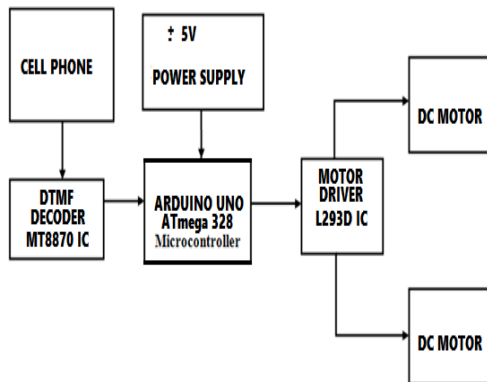 CELL PHONE
± 5V
POWER SUPPLY
DC MOTOR
DTMF
DECODER
MT8870 IC
ARDUINO UNO
ATmega 328
Microcontroller
MOTOR
DRIVER
L293D IC
DC MOTOR